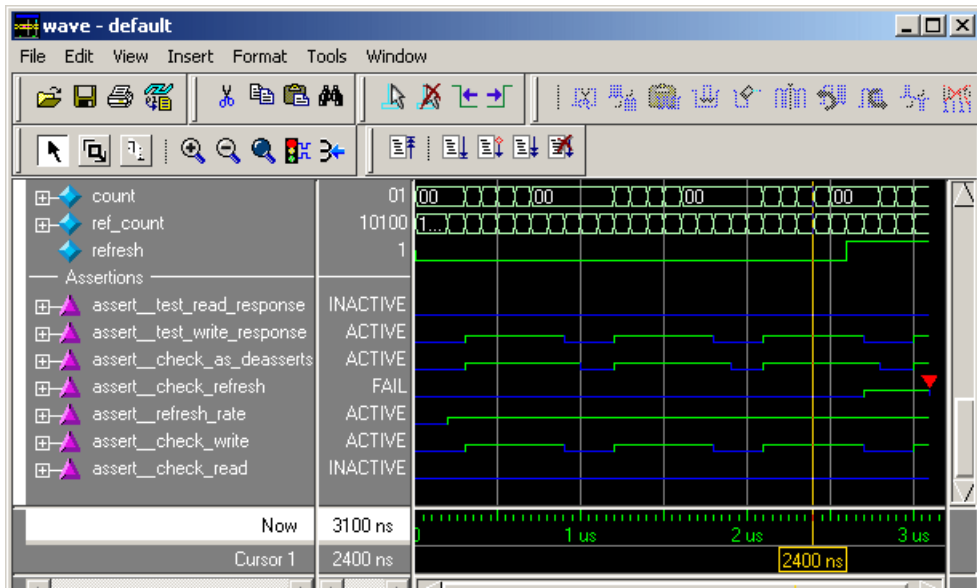 wave - default
File Edit View Insert Format Tools Window
count 01 00 00 00 00
ref_count 10100 1...
refresh 1
Assertions
assert__test_read_response INACTIVE
assert__test_write_response ACTIVE
assert__check_as_deasserts ACTIVE
assert__check_refresh FAIL
assert__refresh_rate ACTIVE
assert__check_write ACTIVE
assert__check_read INACTIVE
Now 3100 ns 0 1 us 2 us 3 us
Cursor 1 2400 ns 2400 ns